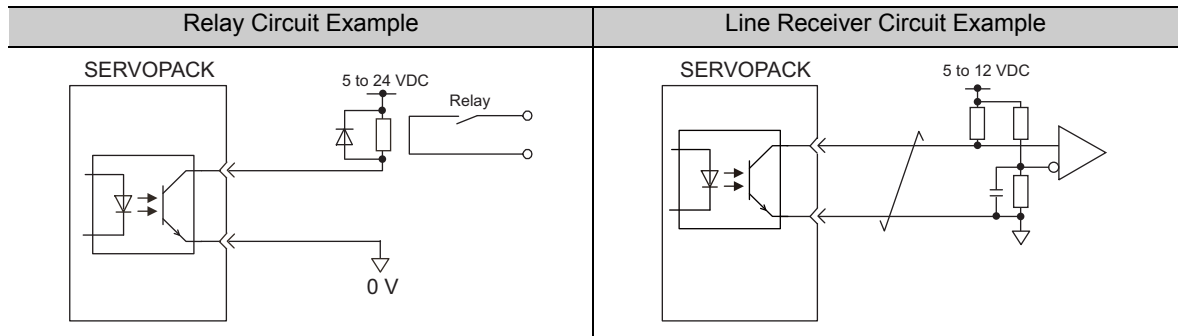 Relay Circuit Example
Line Receiver Circuit Example
SERVOPACK
5 to 24 VDC
Relay
0 V
SERVOPACK
5 to 12 VDC